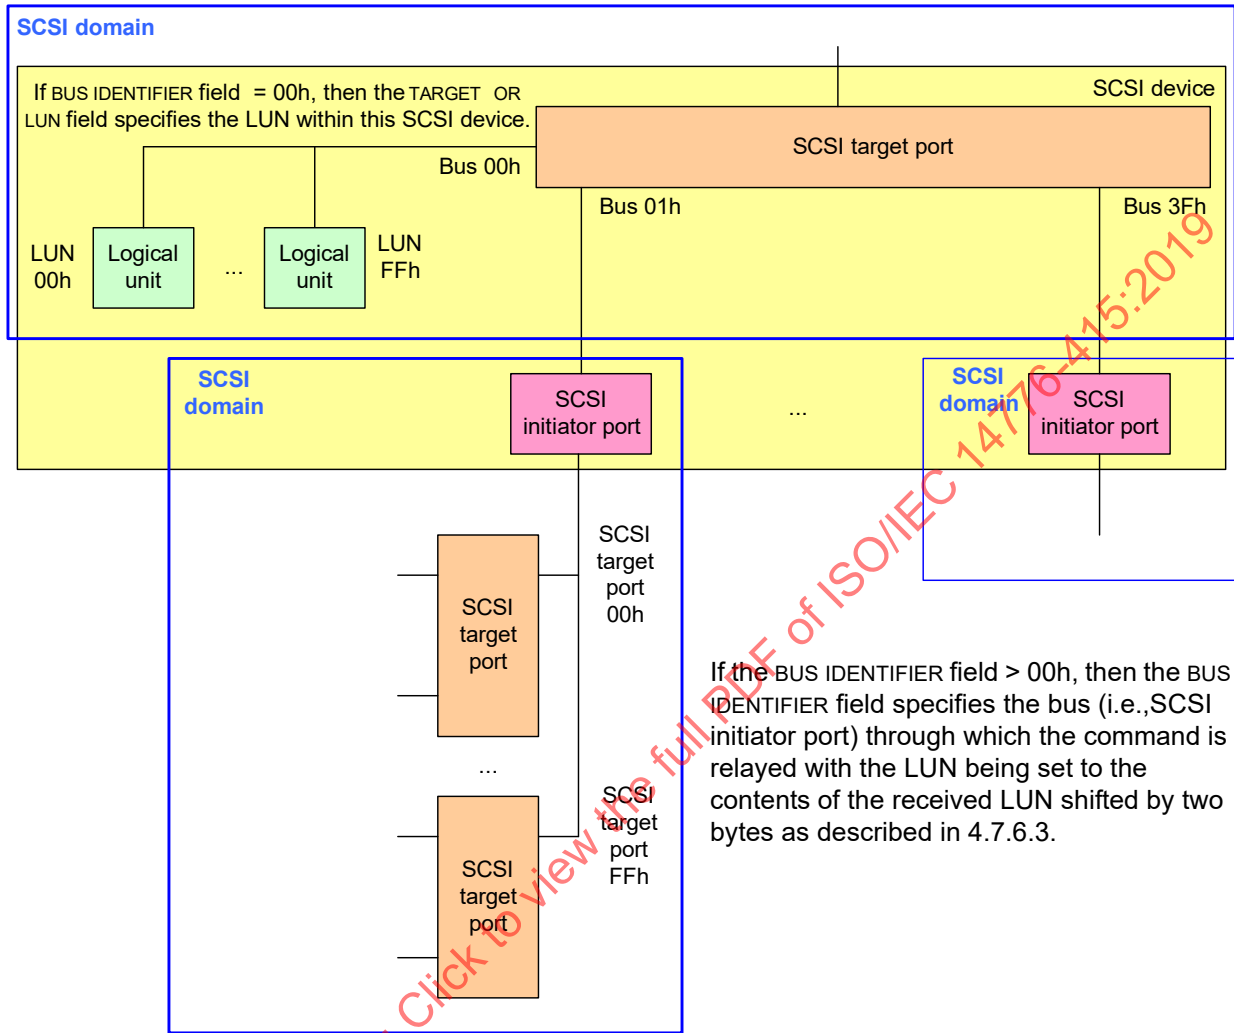 SCSI domain
If BUS IDENTIFIER field = 00h, then the TARGET OR
LUN field specifies the LUN within this SCSI device.
SCSI device
SCSI target port
Bus 00h
Bus 01h
Bus 3Fh
LUN
00h
Logical
unit
...
Logical
unit
LUN
FFh
SCSI
domain
SCSI
initiator port
...
SCSI
domain
SCSI
initiator port
SCSI
target
port
00h
SCSI
target
port
...
SCSI
target
port
FFh
SCSI
target
port
If the BUS IDENTIFIER field > 00h, then the BUS
IDENTIFIER field specifies the bus (i.e.,SCSI
initiator port) through which the command is
relayed with the LUN being set to the
contents of the received LUN shifted by two
bytes as described in 4.7.6.3.
Click to view the full PDF of ISO/IEC 14776-415:2019